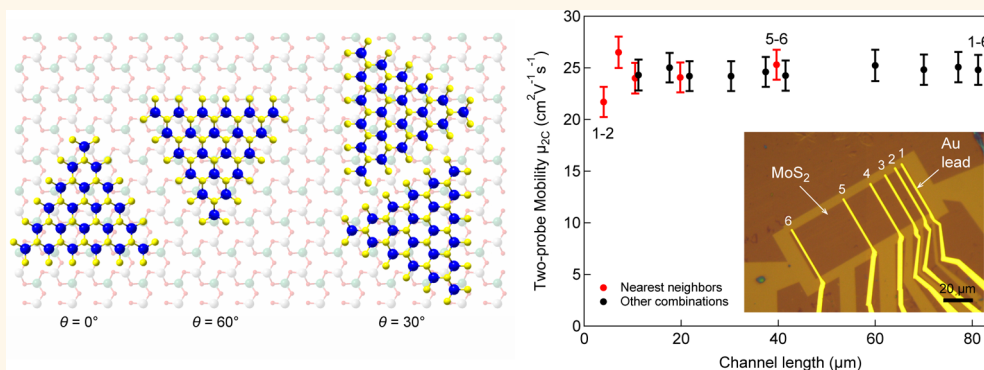 θ = 0°
θ = 60°
θ = 30°
Two-probe Mobility μ2C (cm2V-1s-1)
30
25
20
15
10
5
0
5-6
1-6
1-2
MoS2
Au
lead
6
5
4
3
2
1
20 μm
Nearest neighbors
Other combinations
0
20
40
60
80
Channel length (μm)